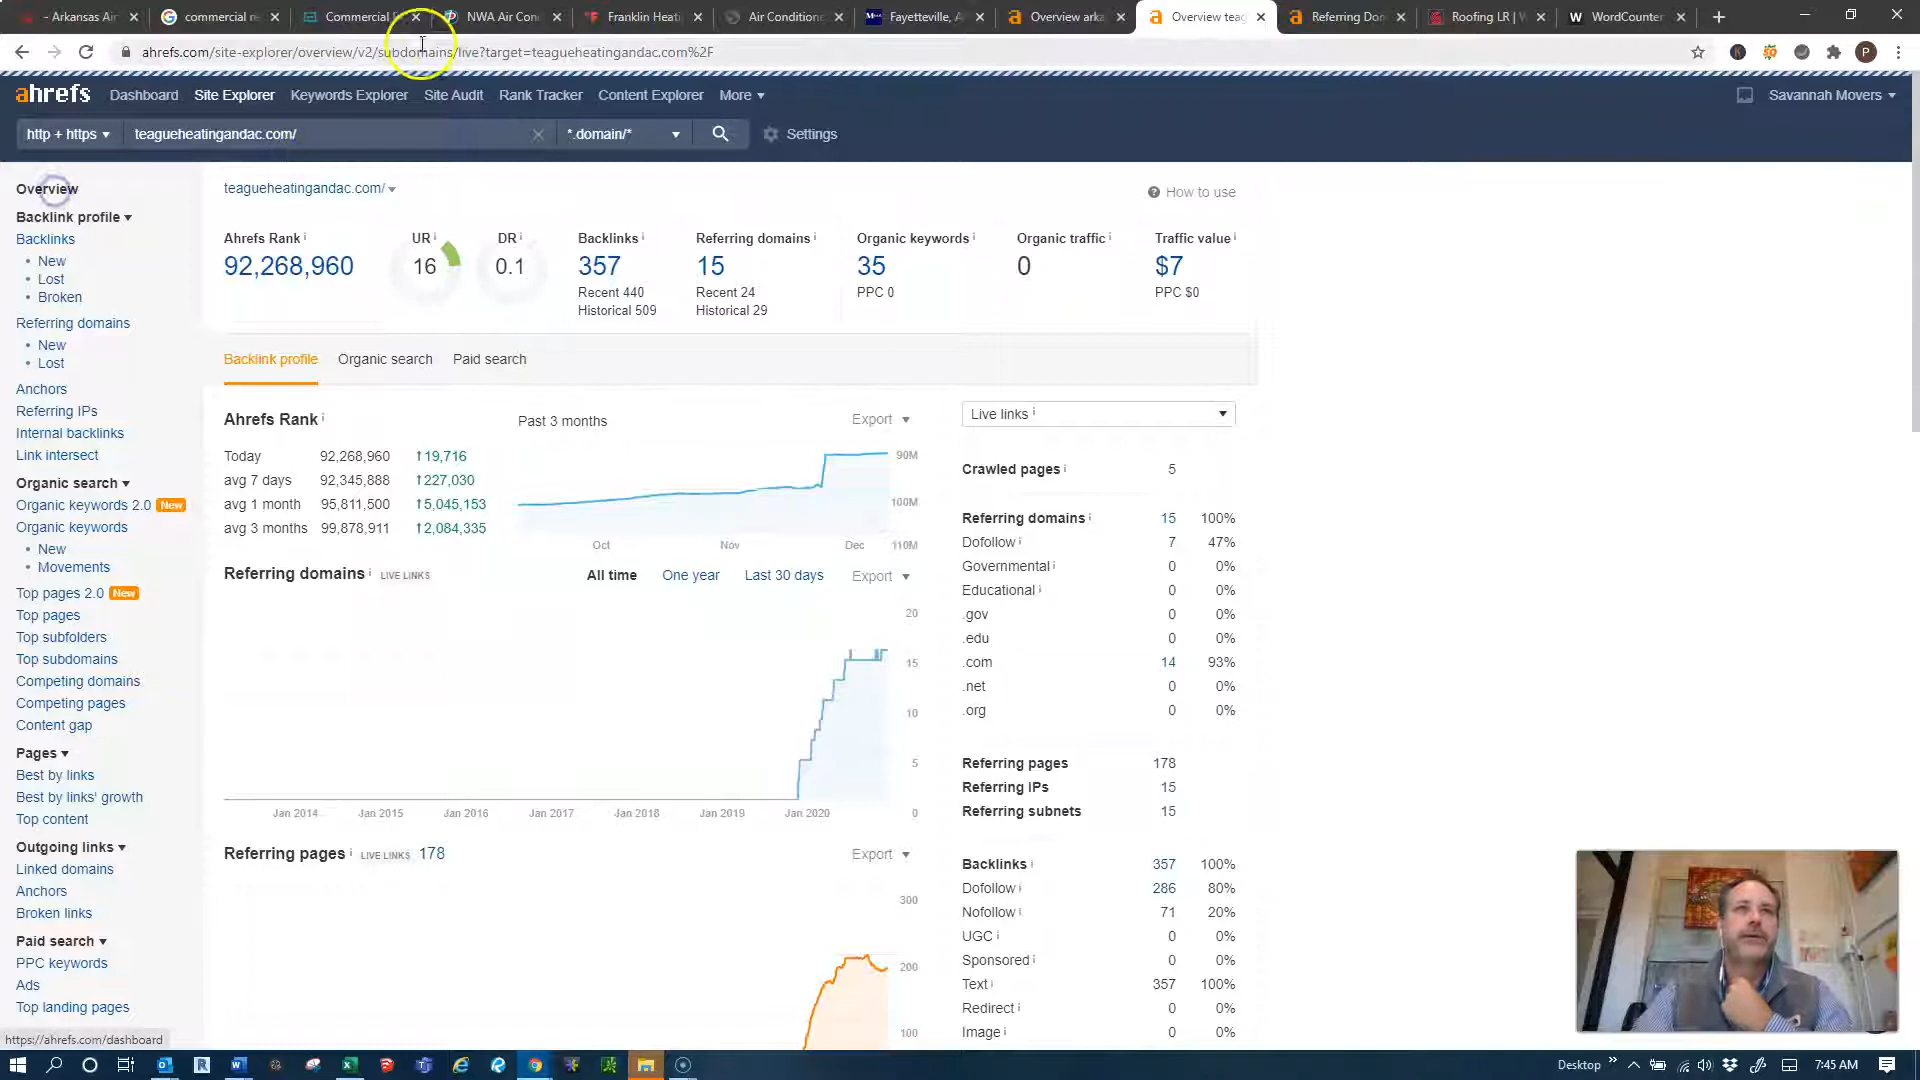 - Arkansas Air
commercial ne
Commercial
NWA Air Con
Franklin Heati
Air Conditione
Fayetteville, A
Overview arka
Overview teag
Referring Dom
Roofing LR | W
WordCounter
ahrefs.com/site-explorer/overview/v2/subdomains/live?target=teagueheatingandac.com%2F
P
ahrefs
Dashboard Site Explorer Keywords Explorer Site Audit Rank Tracker Content Explorer More
Savannah Movers
http + https
teagueheatingandac.com/
*.domain/*
Settings
Overview
Backlink profile
Backlinks
New
Lost
Broken
Referring domains
New
Lost
Anchors
Referring IPs
Internal backlinks
Link intersect
Organic search
Organic keywords 2.0 New
Organic keywords
New
Movements
Top pages 2.0 New
Top pages
Top subfolders
Top subdomains
Competing domains
Competing pages
Content gap
Pages
Best by links
Best by links' growth
Top content
Outgoing links
Linked domains
Anchors
Broken links
Paid search
PPC keywords
Ads
Top landing pages
https://ahrefs.com/dashboard
teagueheatingandac.com/
How to use
Ahrefs Rank
92,268,960
UR
16
DR
0.1
Backlinks
357
Recent 440
Historical 509
Referring domains
15
Recent 24
Historical 29
Organic keywords
35
PPC 0
Organic traffic
0
Traffic value
$7
PPC $0
Backlink profile Organic search Paid search
Ahrefs Rank
Past 3 months
Export
Today 92,268,960 ↑19,716
avg 7 days 92,345,888 ↑227,030
avg 1 month 95,811,500 ↑5,045,153
avg 3 months 99,878,911 ↑2,084,335
90M
100M
110M
Oct Nov Dec
Referring domains LIVE LINKS
All time One year Last 30 days
Export
20
15
10
5
0
Jan 2014 Jan 2015 Jan 2016 Jan 2017 Jan 2018 Jan 2019 Jan 2020
Referring pages LIVE LINKS 178
Export
300
200
100
Live links
Crawled pages 5
Referring domains 15 100%
Dofollow 7 47%
Governmental 0 0%
Educational 0 0%
.gov 0 0%
.edu 0 0%
.com 14 93%
.net 0 0%
.org 0 0%
Referring pages 178
Referring IPs 15
Referring subnets 15
Backlinks 357 100%
Dofollow 286 80%
Nofollow 71 20%
UGC 0 0%
Sponsored 0 0%
Text 357 100%
Redirect 0 0%
Image 0 0%
Desktop
7:45 AM